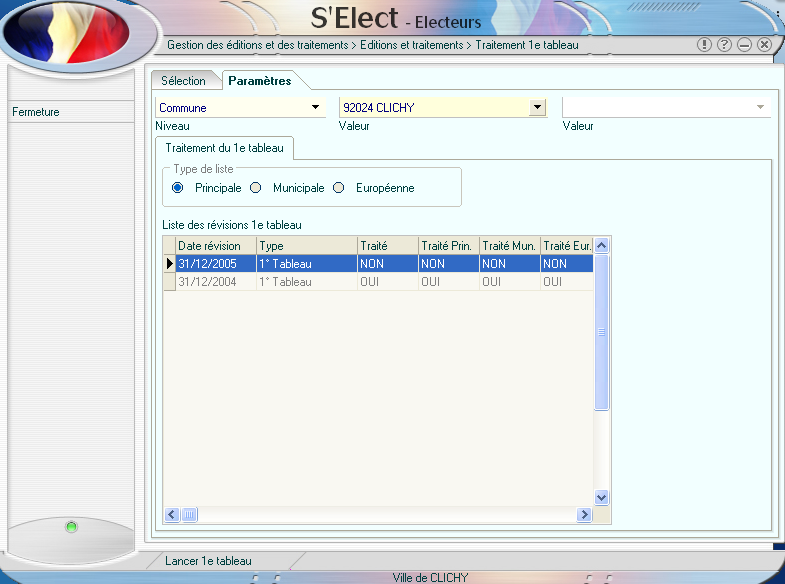 S'Elect - Electeurs
Gestion des éditions et des traitements > Editions et traitements > Traitement 1e tableau
Fermeture
Sélection Paramètres
Commune 92024 CLICHY
Niveau Valeur Valeur
Traitement du 1e tableau
Type de liste
Principale Municipale Européenne
Liste des révisions 1e tableau
Date révision Type Traité Traité Prin. Traité Mun. Traité Eur.
31/12/2005 1° Tableau NON NON NON NON
31/12/2004 1° Tableau OUI OUI OUI OUI
Lancer 1e tableau
Ville de CLICHY